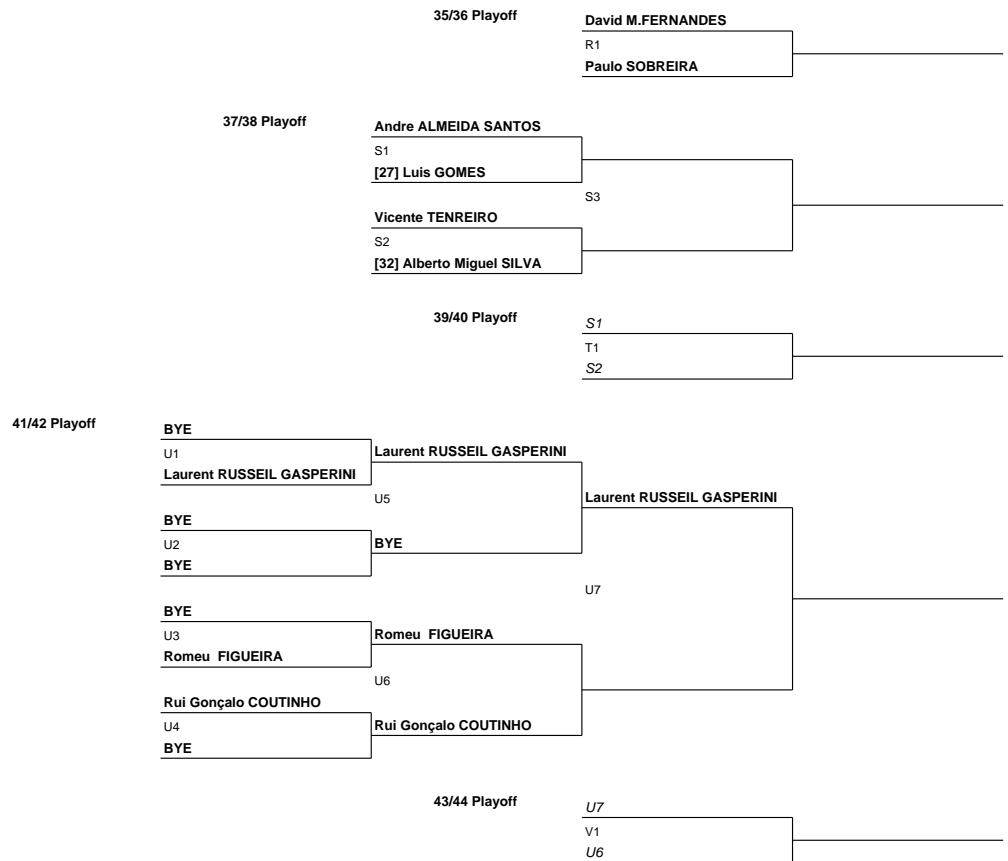 35/36 Playoff
David M.FERNANDES
R1
Paulo SOBREIRA
37/38 Playoff
Andre ALMEIDA SANTOS
S1
[27] Luis GOMES
S3
Vicente TENREIRO
S2
[32] Alberto Miguel SILVA
39/40 Playoff
S1
T1
S2
41/42 Playoff
BYE
U1
Laurent RUSSEIL GASPERINI
Laurent RUSSEIL GASPERINI
U5
Laurent RUSSEIL GASPERINI
BYE
U2
BYE
BYE
U7
BYE
U3
Romeu  FIGUEIRA
Romeu  FIGUEIRA
U6
Rui Gonçalo COUTINHO
U4
Rui Gonçalo COUTINHO
BYE
43/44 Playoff
U7
V1
U6